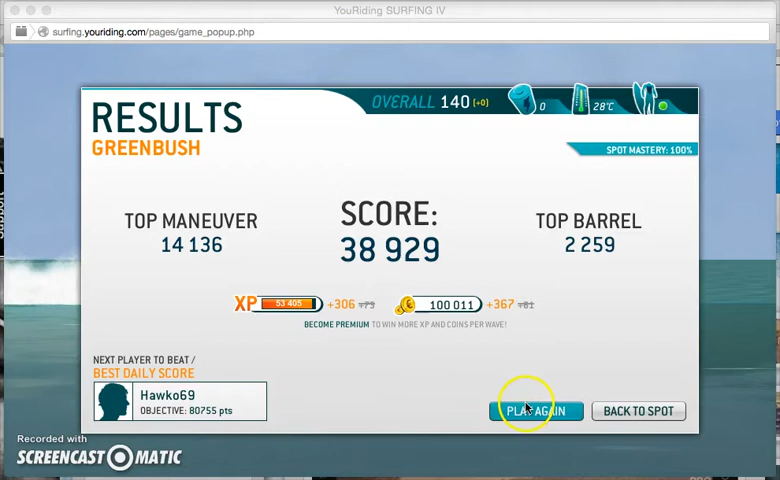 YouRiding SURFING IV
surfing.youriding.com/pages/game_popup.php
OVERALL 140 (+0) 0 28°C
RESULTS
GREENBUSH
SPOT MASTERY: 100%
TOP MANEUVER
14 136
SCORE:
38 929
TOP BARREL
2 259
XP 53 405 +306 +73 100 011 +367 +81
BECOME PREMIUM TO WIN MORE XP AND COINS PER WAVE!
NEXT PLAYER TO BEAT /
BEST DAILY SCORE
Hawko69
OBJECTIVE: 80755 pts
PLAY AGAIN
BACK TO SPOT
Recorded with
SCREENCAST-O-MATIC